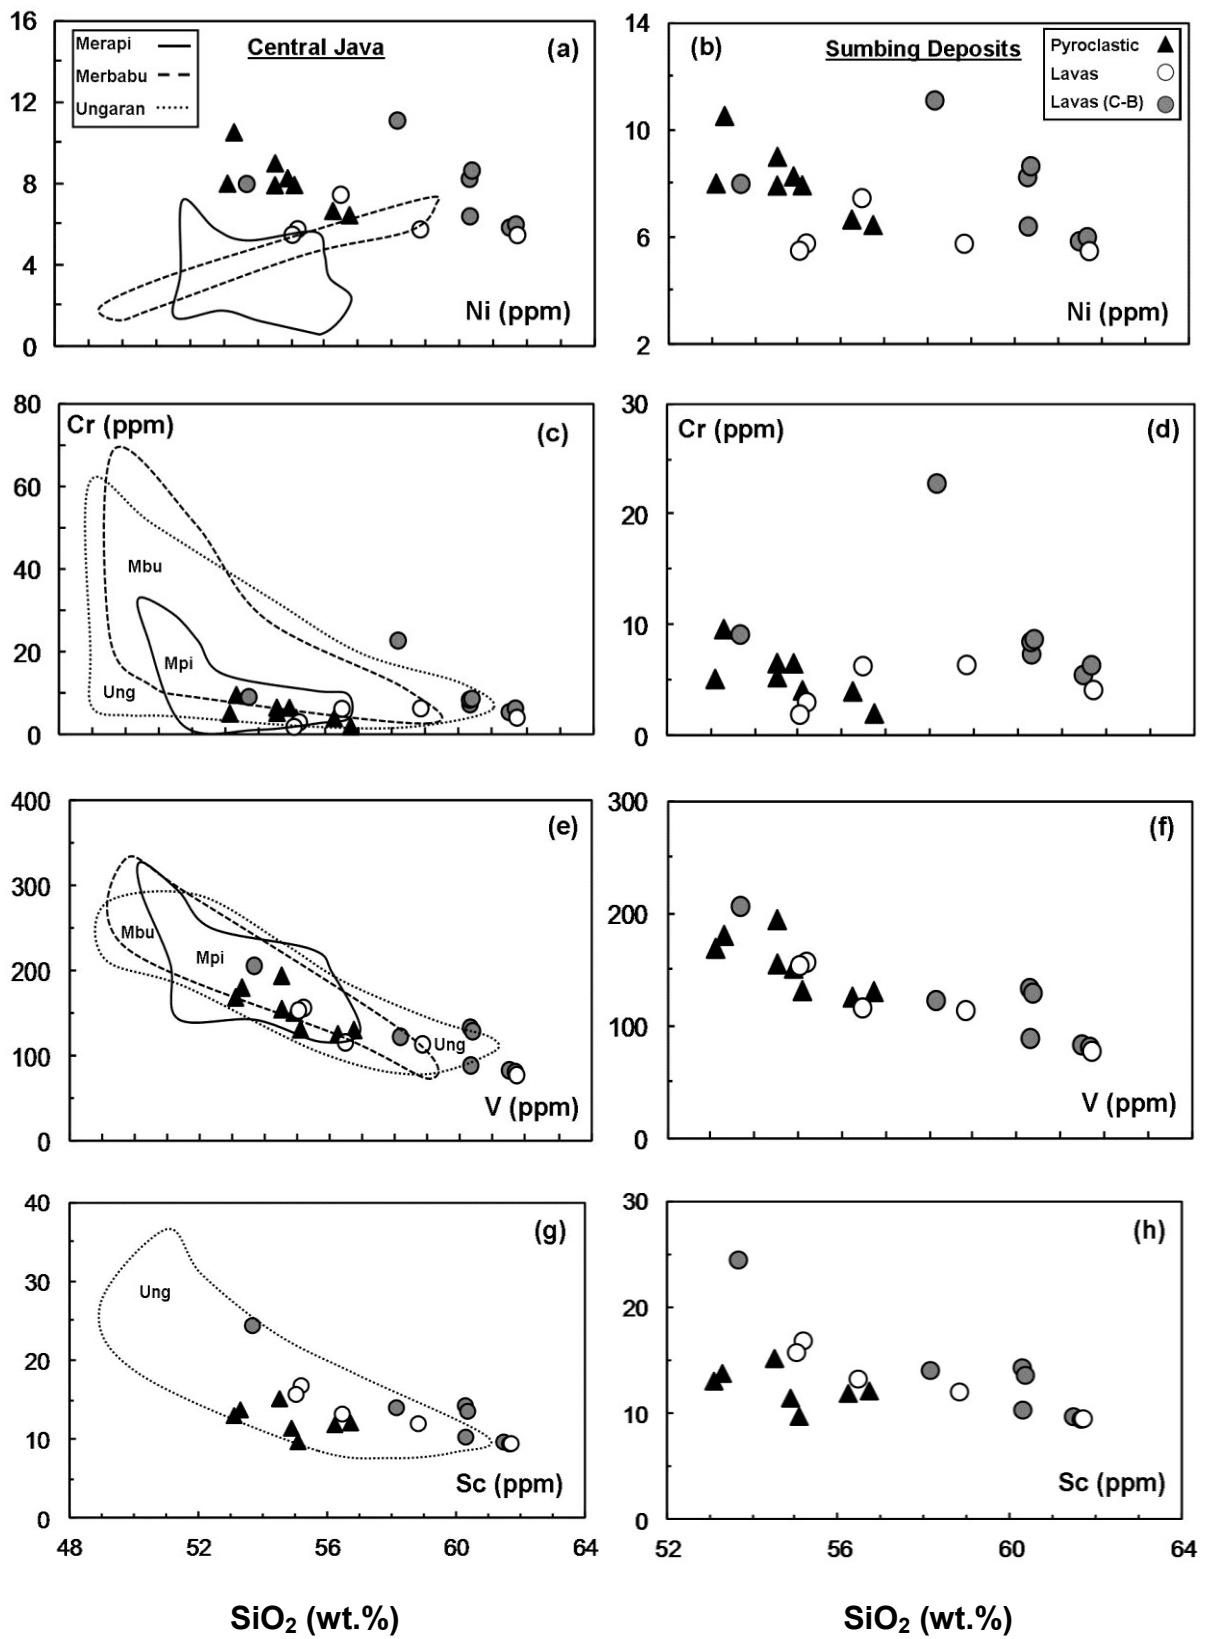 16
12
8
4
0
Merapi
Merbabu
Ungaran
Central Java
(a)
Ni (ppm)
14
10
6
2
(b)
Sumbing Deposits
Pyroclastic
Lavas
Lavas (C-B)
Ni (ppm)
80
60
40
20
0
Cr (ppm)
(c)
Mbu
Mpi
Ung
30
20
10
0
Cr (ppm)
(d)
400
300
200
100
0
(e)
Mbu
Mpi
Ung
V (ppm)
300
200
100
0
(f)
V (ppm)
40
30
20
10
0
(g)
Ung
Sc (ppm)
48 52 56 60 64
SiO₂ (wt.%)
30
20
10
0
(h)
Sc (ppm)
52 56 60 64
SiO₂ (wt.%)